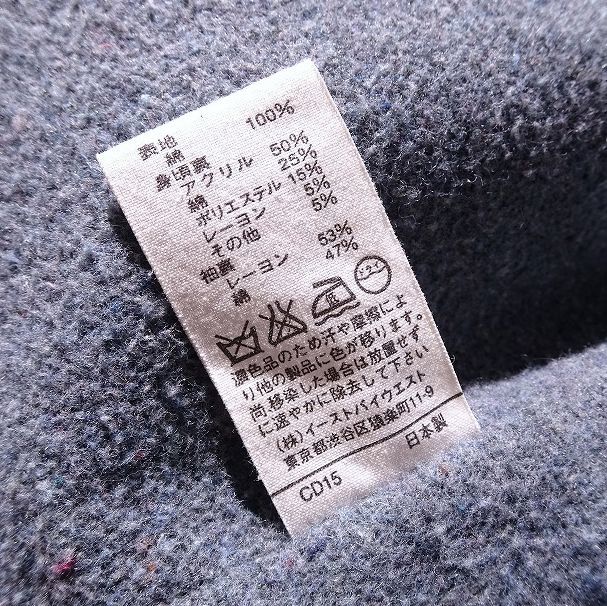 表地
綿 100%
身頃裏
アクリル 50%
綿 25%
ポリエステル 15%
レーヨン 5%
その他 5%
袖裏
レーヨン 53%
綿 47%
中
ドライ
濃色品のため汗や摩擦によ
り他の製品に色が移ります。
尚、移染した場合は放置せず
に速やかに除去して下さい
(株)イーストバイウエスト
東京都渋谷区猿楽町11-9
日本製
CD15